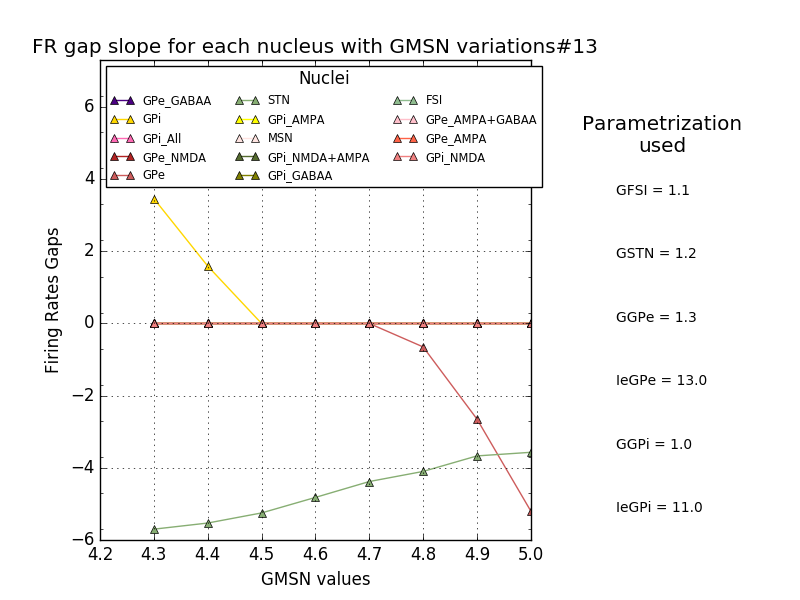 FR gap slope for each nucleus with GMSN variations#13
Nuclei
GPe_GABAA
STN
FSI
GPi
GPi_AMPA
GPe_AMPA+GABAA
GPi_All
MSN
GPe_AMPA
GPe_NMDA
GPi_NMDA+AMPA
GPi_NMDA
GPe
GPi_GABAA
6
4
2
0
−2
−4
−6
Firing Rates Gaps
4.2 4.3 4.4 4.5 4.6 4.7 4.8 4.9 5.0
GMSN values
Parametrization
used
GFSI = 1.1
GSTN = 1.2
GGPe = 1.3
IeGPe = 13.0
GGPi = 1.0
IeGPi = 11.0